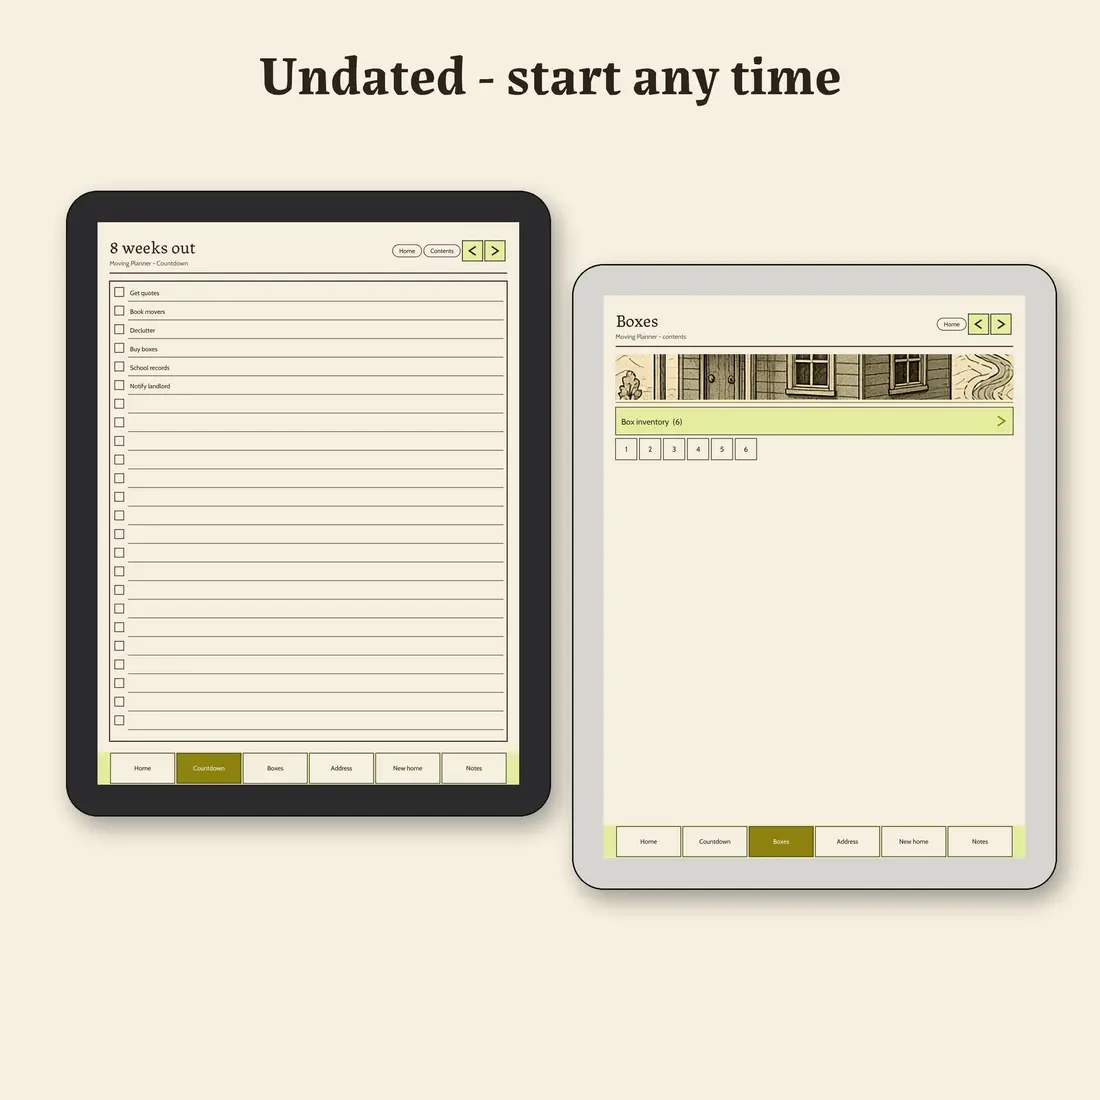 Undated - start any time
8 weeks out
Moving Planner - Countdown
Home
Contents
<
>
Get quotes
Book movers
Declutter
Buy boxes
School records
Notify landlord
Home
Countdown
Boxes
Address
New home
Notes
Boxes
Moving Planner - contents
Home
<
>
Box inventory (6)
>
1 2 3 4 5 6
Home
Countdown
Boxes
Address
New home
Notes